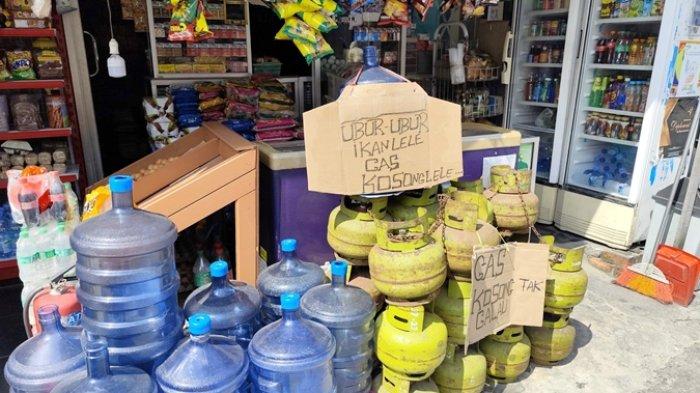 UBUR-UBUR
IKAN LELE
GAS
KOSONG LELE...
GAS
KOSONG TAK
GALAU